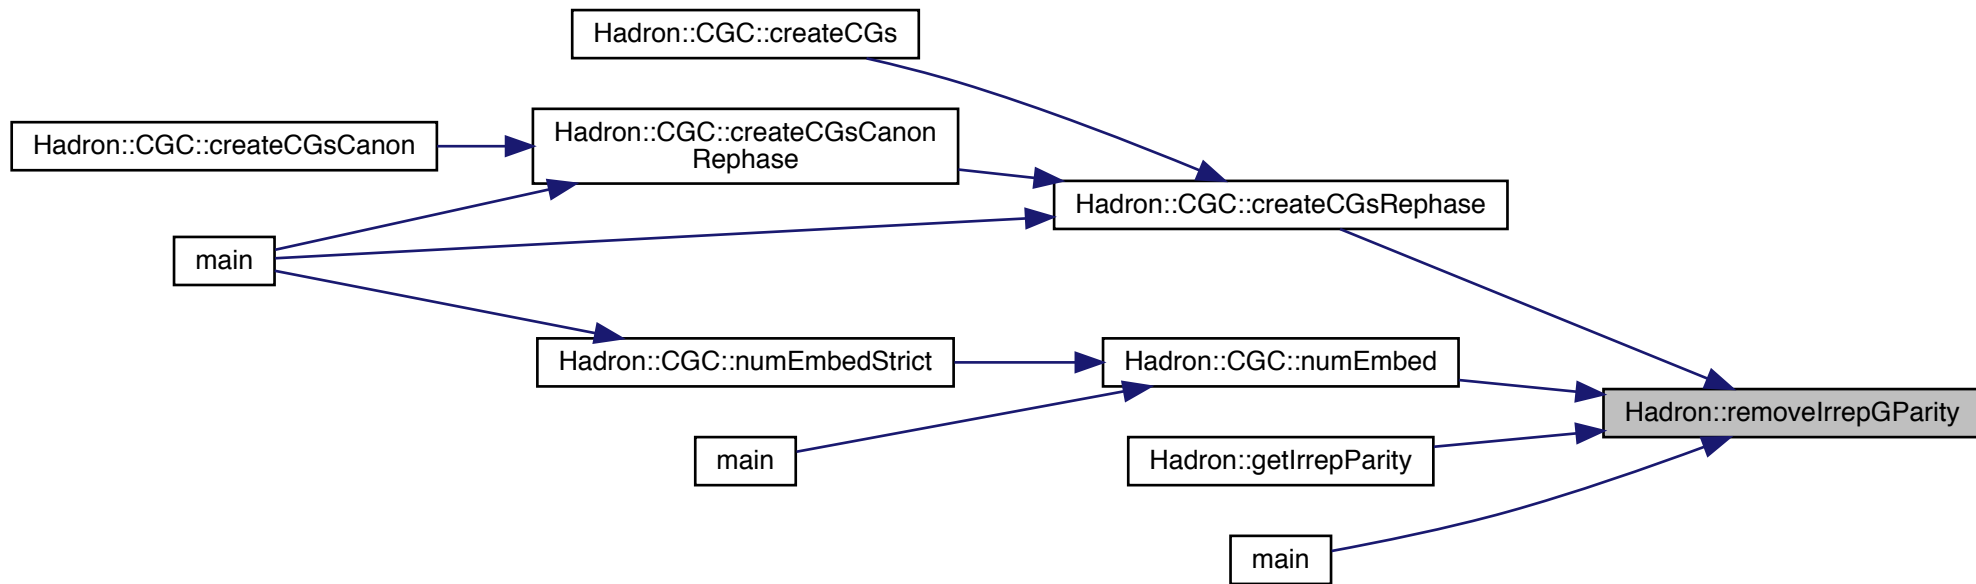 Hadron::CGC::createCGs
Hadron::CGC::createCGsCanon
Rephase
Hadron::CGC::createCGsCanon
Hadron::CGC::createCGsRephase
main
Hadron::CGC::numEmbedStrict
Hadron::CGC::numEmbed
Hadron::removeIrrepGParity
main
Hadron::getIrrepParity
main